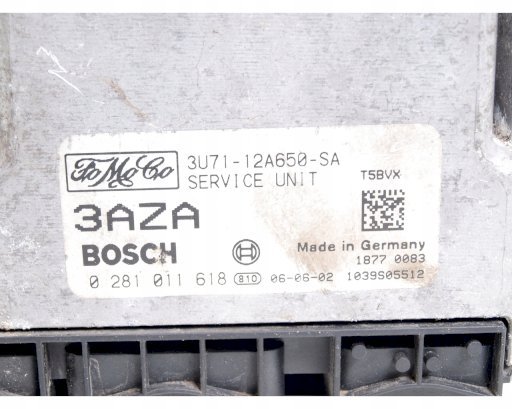 FoMoCo 3U71-12A650-SA
SERVICE UNIT T5BVX
3AZA
BOSCH Made in Germany
1877 0083
0 281 011 618 810 06-06-02 1039S05512